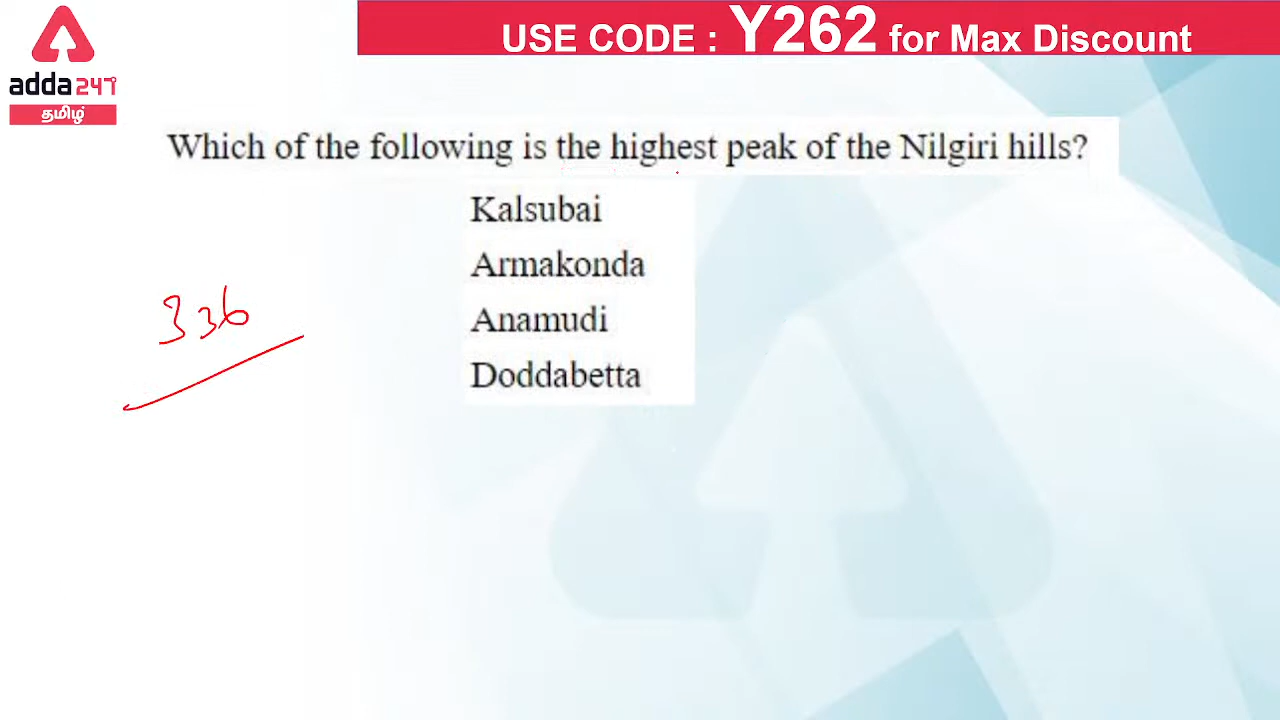 USE CODE : Y262 for Max Discount
adda247
தமிழ்
Which of the following is the highest peak of the Nilgiri hills?
Kalsubai
Armakonda
336
Anamudi
Doddabetta